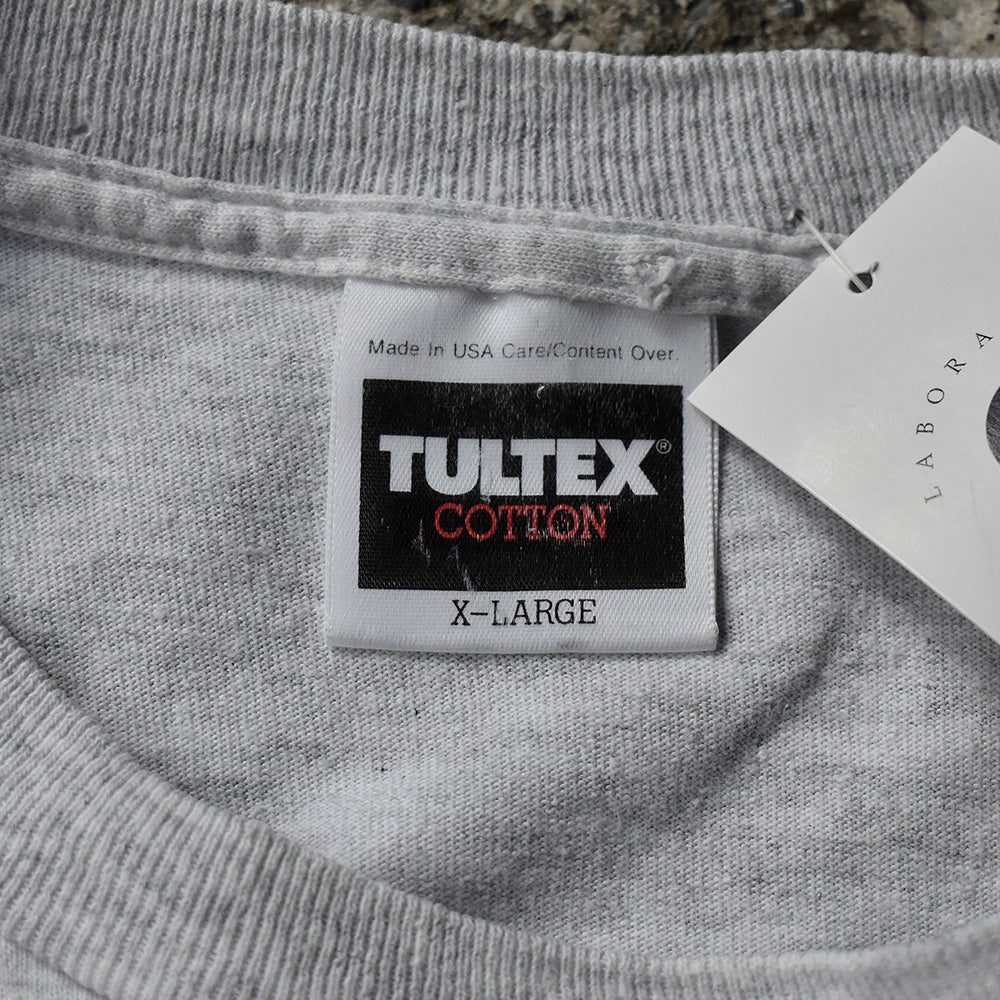 Made In USA Care/Content Over.
TULTEX®
COTTON
X-LARGE
LABORA